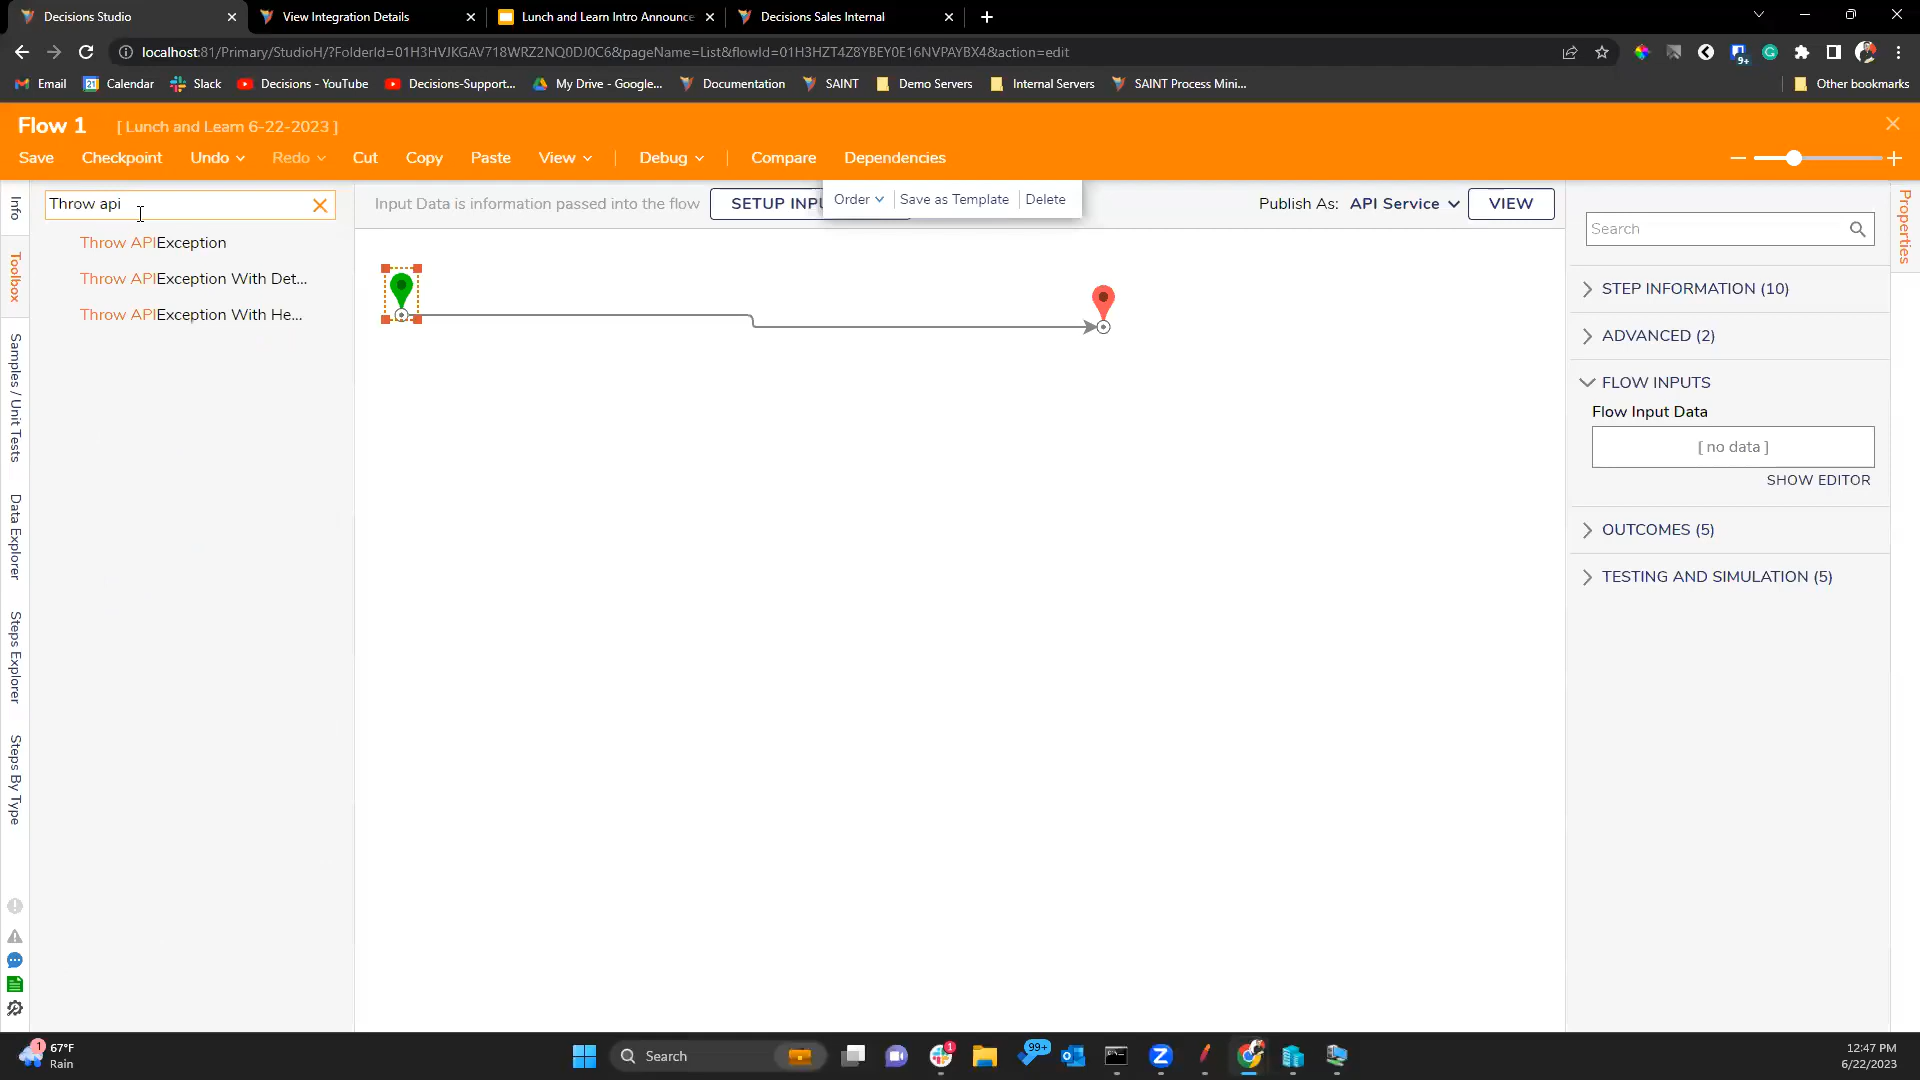 Decisions Studio
View Integration Details
Lunch and Learn Intro Announce
Decisions Sales Internal
localhost:81/Primary/StudioH/?FolderId=01H3HVJKGAV718WRZ2NQ0DJ0C6&pageName=List&flowId=01H3HZT4Z8YBEY0E16NVPAYBX4&action=edit
9+
Email
31
Calendar
Slack
Decisions - YouTube
Decisions-Support...
My Drive - Google...
Documentation
SAINT
Demo Servers
Internal Servers
SAINT Process Mini...
Other bookmarks
Flow 1
[ Lunch and Learn 6-22-2023 ]
Save
Checkpoint
Undo
Redo
Cut
Copy
Paste
View
Debug
Compare
Dependencies
Info
Toolbox
Samples / Unit Tests
Data Explorer
Steps Explorer
Steps By Type
Throw api
Throw APIException
Throw APIException With Det...
Throw APIException With He...
Input Data is information passed into the flow
SETUP INPU
Order
Save as Template
Delete
Publish As:
API Service
VIEW
Properties
Search
STEP INFORMATION (10)
ADVANCED (2)
FLOW INPUTS
Flow Input Data
[ no data ]
SHOW EDITOR
OUTCOMES (5)
TESTING AND SIMULATION (5)
1
67°F
Rain
Search
1
99+
12:47 PM
6/22/2023